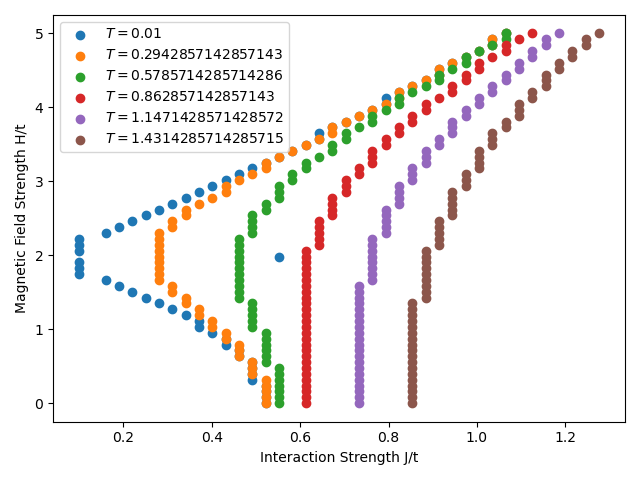 T = 0.01
T = 0.2942857142857143
T = 0.5785714285714286
T = 0.862857142857143
T = 1.1471428571428572
T = 1.4314285714285715
Magnetic Field Strength H/t
5
4
3
2
1
0
0.2 0.4 0.6 0.8 1.0 1.2
Interaction Strength J/t